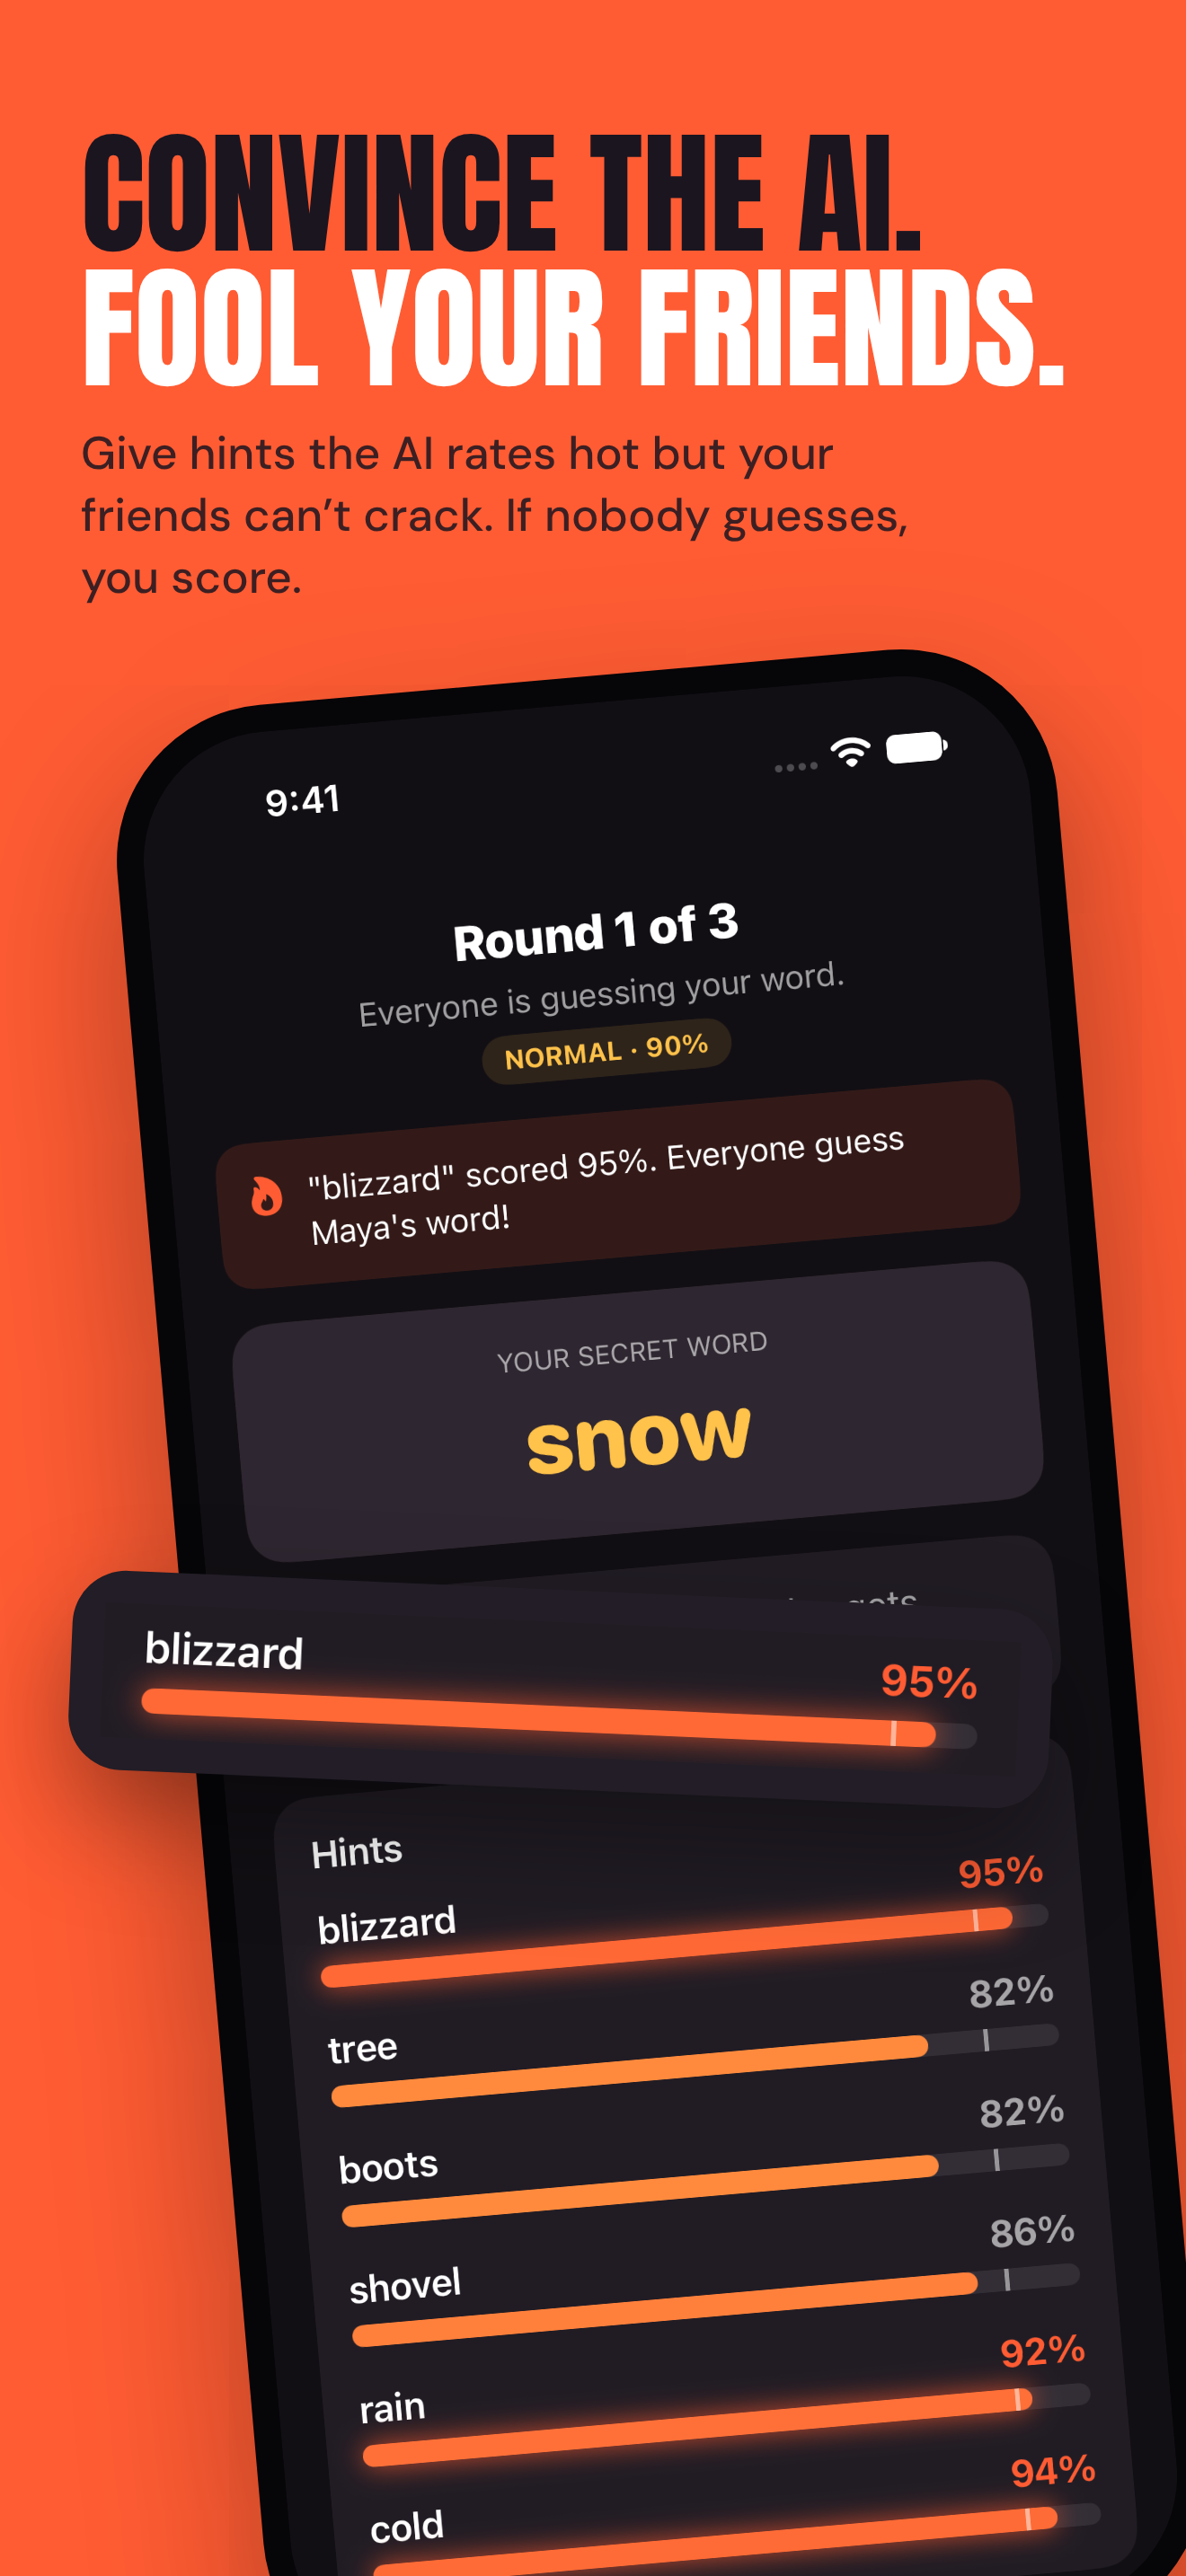 CONVINCE THE AI.
FOOL YOUR FRIENDS.
Give hints the AI rates hot but your
friends can’t crack. If nobody guesses,
you score.
9:41
Round 1 of 3
Everyone is guessing your word.
NORMAL · 90%
"blizzard" scored 95%. Everyone guess
Maya's word!
YOUR SECRET WORD
snow
blizzard
95%
Hints
blizzard
95%
tree
82%
boots
82%
shovel
86%
rain
92%
cold
94%